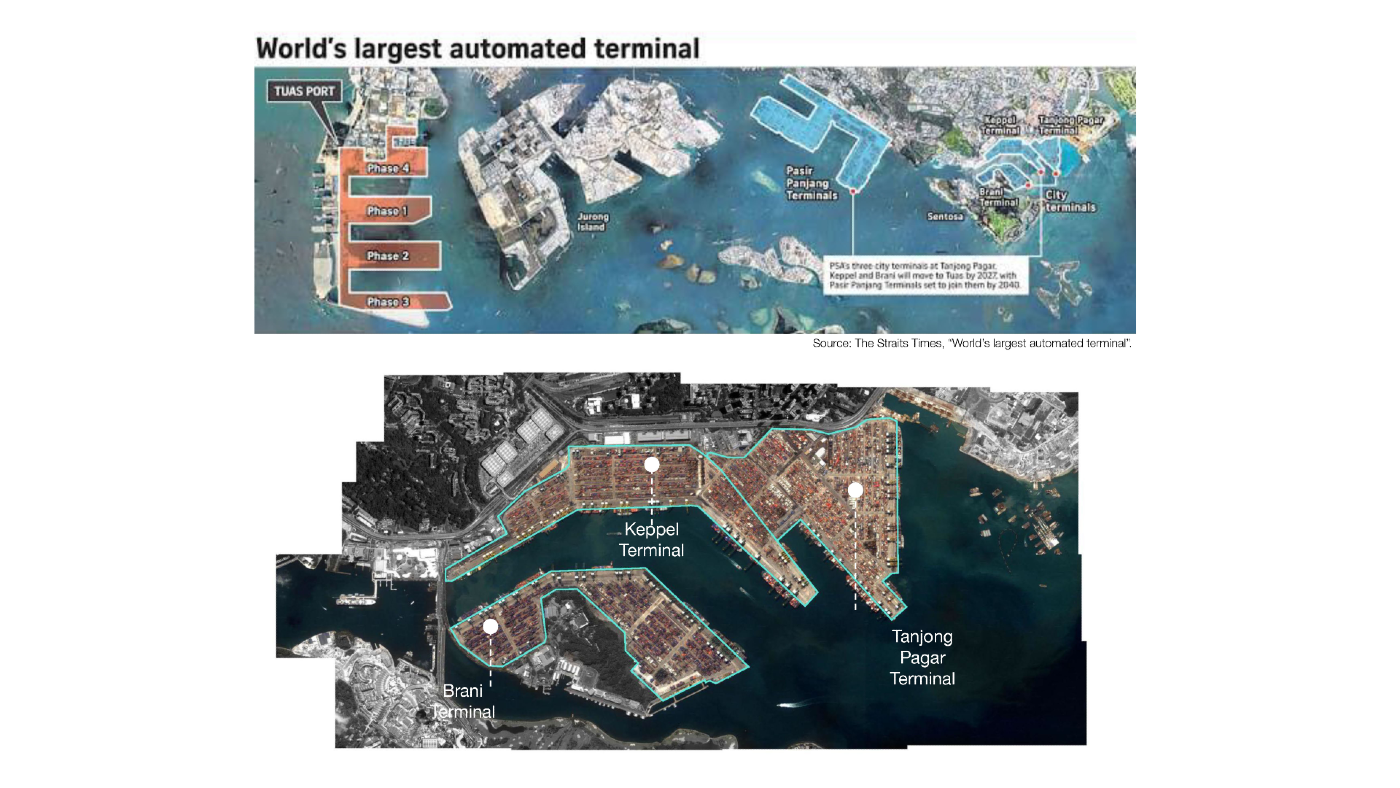 World's largest automated terminal
TUAS PORT
Phase 4
Phase 1
Phase 2
Phase 3
Jurong
Island
Pasir
Panjang
Terminals
Keppel
Terminal
Tanjong Pagar
Terminal
Brani
Terminal
City
terminals
Sentosa
PSA's three city terminals at Tanjong Pagar,
Keppel and Brani will move to Tuas by 2027, with
Pasir Panjang Terminals set to join them by 2040.
Source: The Straits Times, “World's largest automated terminal”.
Keppel
Terminal
Tanjong
Pagar
Terminal
Brani
Terminal